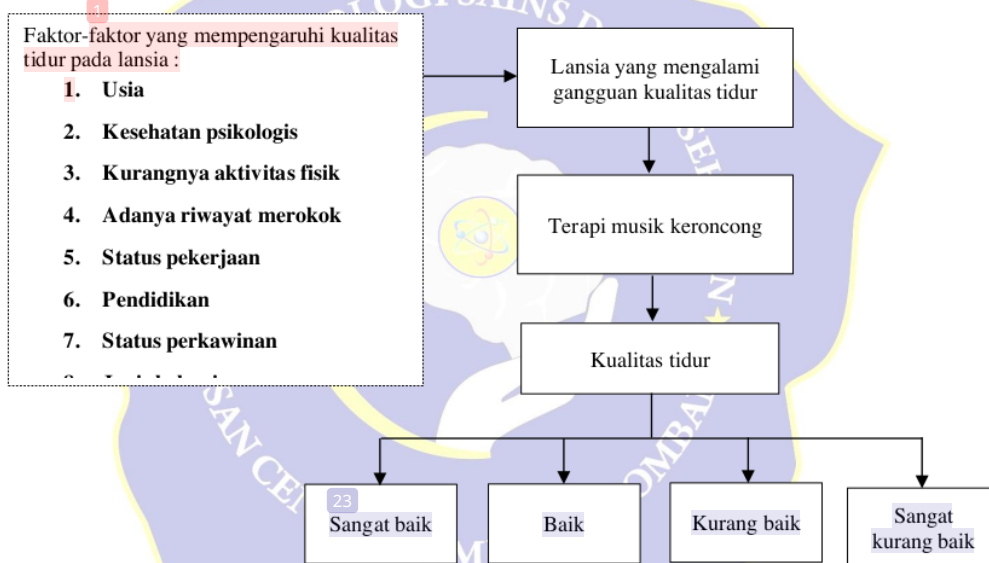 1
Faktor-faktor yang mempengaruhi kualitas
tidur pada lansia :
1. Usia
2. Kesehatan psikologis
3. Kurangnya aktivitas fisik
4. Adanya riwayat merokok
5. Status pekerjaan
6. Pendidikan
7. Status perkawinan
Lansia yang mengalami
gangguan kualitas tidur
Terapi musik keroncong
Kualitas tidur
23
Sangat baik
Baik
Kurang baik
Sangat
kurang baik